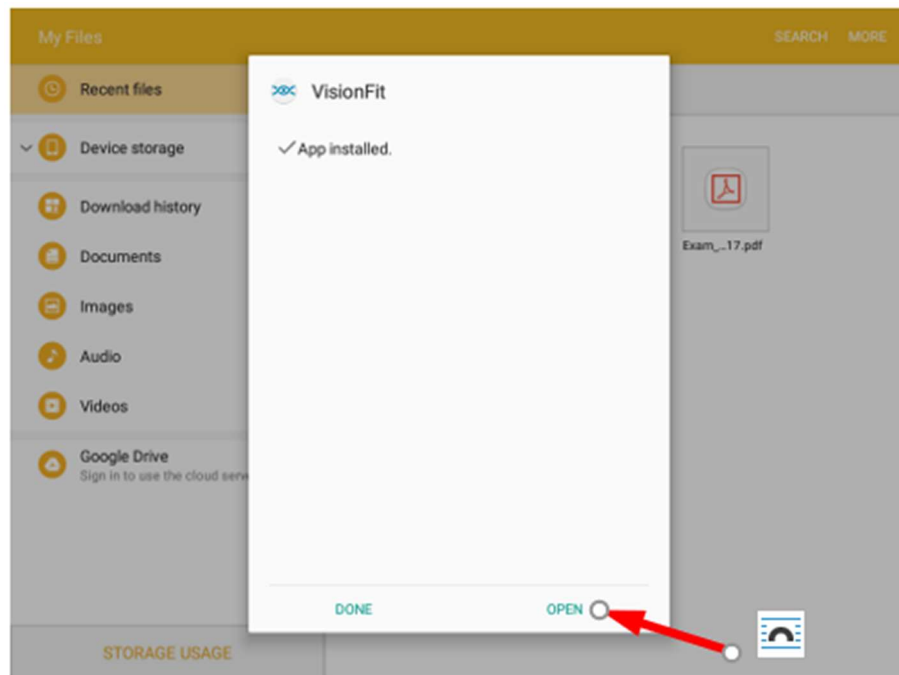 My Files
SEARCH MORE
Recent files
Device storage
Download history
Documents
Images
Audio
Videos
Google Drive
Sign in to use the cloud serv
STORAGE USAGE
VisionFit
App installed.
DONE OPEN
Exam_...17.pdf